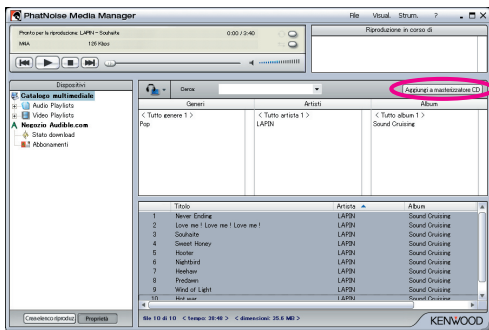 PhatNoise Media Manager
File Visual. Strum. ?
Pronto per la riproduzione: LAPIN - Souhaite 0:00 / 3:40
M4A 128 Kbps
Riproduzione in corso di
Dispositivi
Catalogo multimediale
Audio Playlists
Video Playlists
Negozio Audible.com
Stato download
Abbonamenti
Crea elenco riproduz Proprietà
Cerca:
Aggiungi a masterizzatore CD
Generi Artisti Album
< Tutto genere 1 > < Tutto artista 1 > < Tutto album 1 >
Pop LAPIN Sound Cruising
Titolo Artista Album
1 Never Ending LAPIN Sound Cruising
2 Love me ! Love me ! Love me ! LAPIN Sound Cruising
3 Souhaite LAPIN Sound Cruising
4 Sweet Honey LAPIN Sound Cruising
5 Hooter LAPIN Sound Cruising
6 Nightbird LAPIN Sound Cruising
7 Heehaw LAPIN Sound Cruising
8 Predawn LAPIN Sound Cruising
9 Wind of Light LAPIN Sound Cruising
10 Hot war LAPIN Sound Cruising
file 10 di 10 < tempo: 39:40 > < dimensioni: 35.6 MB >
KENWOOD